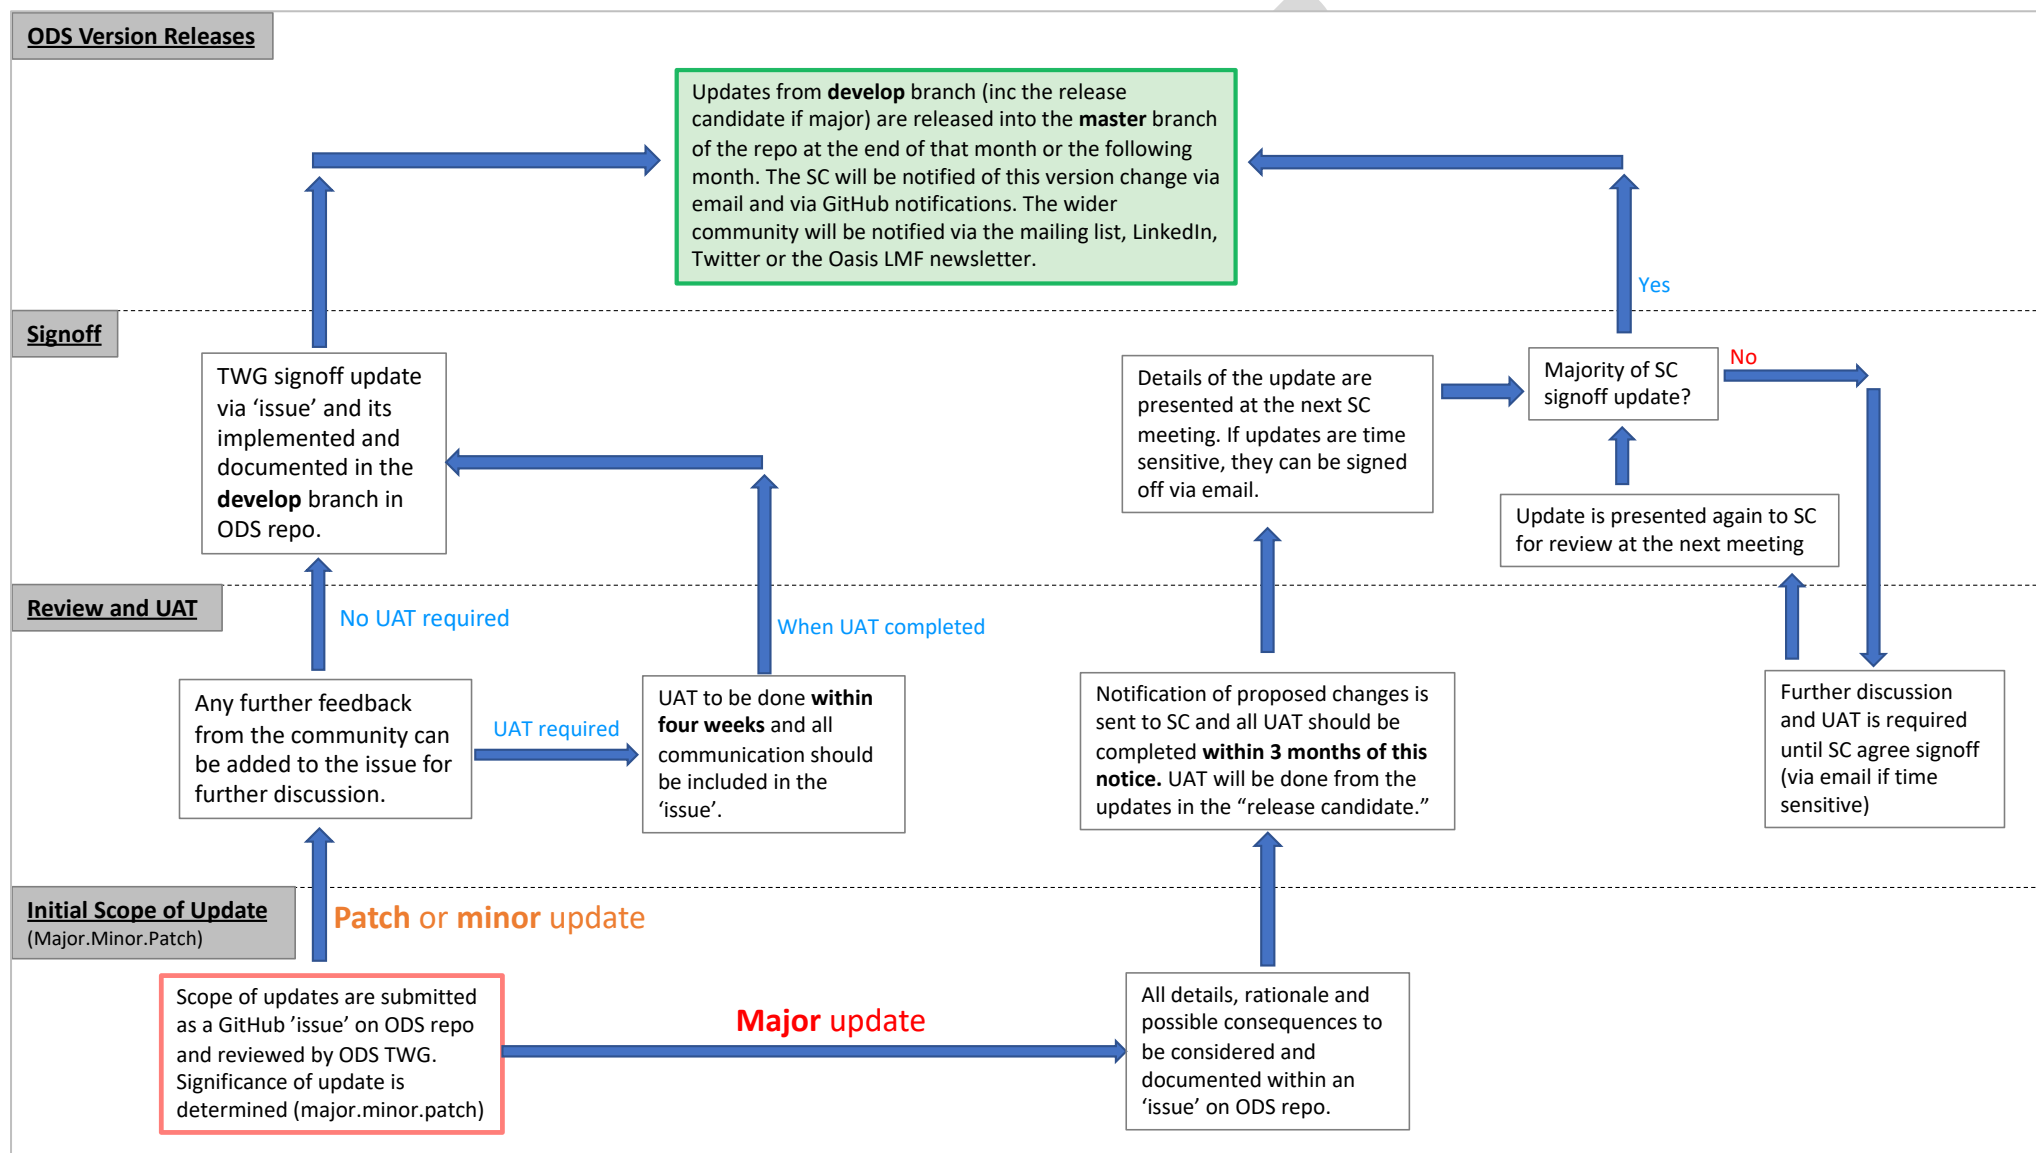 ODS Version Releases
Updates from develop branch (inc the release
candidate if major) are released into the master branch
of the repo at the end of that month or the following
month. The SC will be notified of this version change via
email and via GitHub notifications. The wider
community will be notified via the mailing list, LinkedIn,
Twitter or the Oasis LMF newsletter.
Yes
Signoff
TWG signoff update
via ‘issue’ and its
implemented and
documented in the
develop branch in
ODS repo.
Details of the update are
presented at the next SC
meeting. If updates are time
sensitive, they can be signed
off via email.
Majority of SC
signoff update?
No
Update is presented again to SC
for review at the next meeting
Review and UAT
No UAT required
When UAT completed
Any further feedback
from the community can
be added to the issue for
further discussion.
UAT required
UAT to be done within
four weeks and all
communication should
be included in the
‘issue’.
Notification of proposed changes is
sent to SC and all UAT should be
completed within 3 months of this
notice. UAT will be done from the
updates in the “release candidate.”
Further discussion
and UAT is required
until SC agree signoff
(via email if time
sensitive)
Initial Scope of Update
(Major.Minor.Patch)
Patch or minor update
Scope of updates are submitted
as a GitHub ’issue’ on ODS repo
and reviewed by ODS TWG.
Significance of update is
determined (major.minor.patch)
Major update
All details, rationale and
possible consequences to
be considered and
documented within an
‘issue’ on ODS repo.